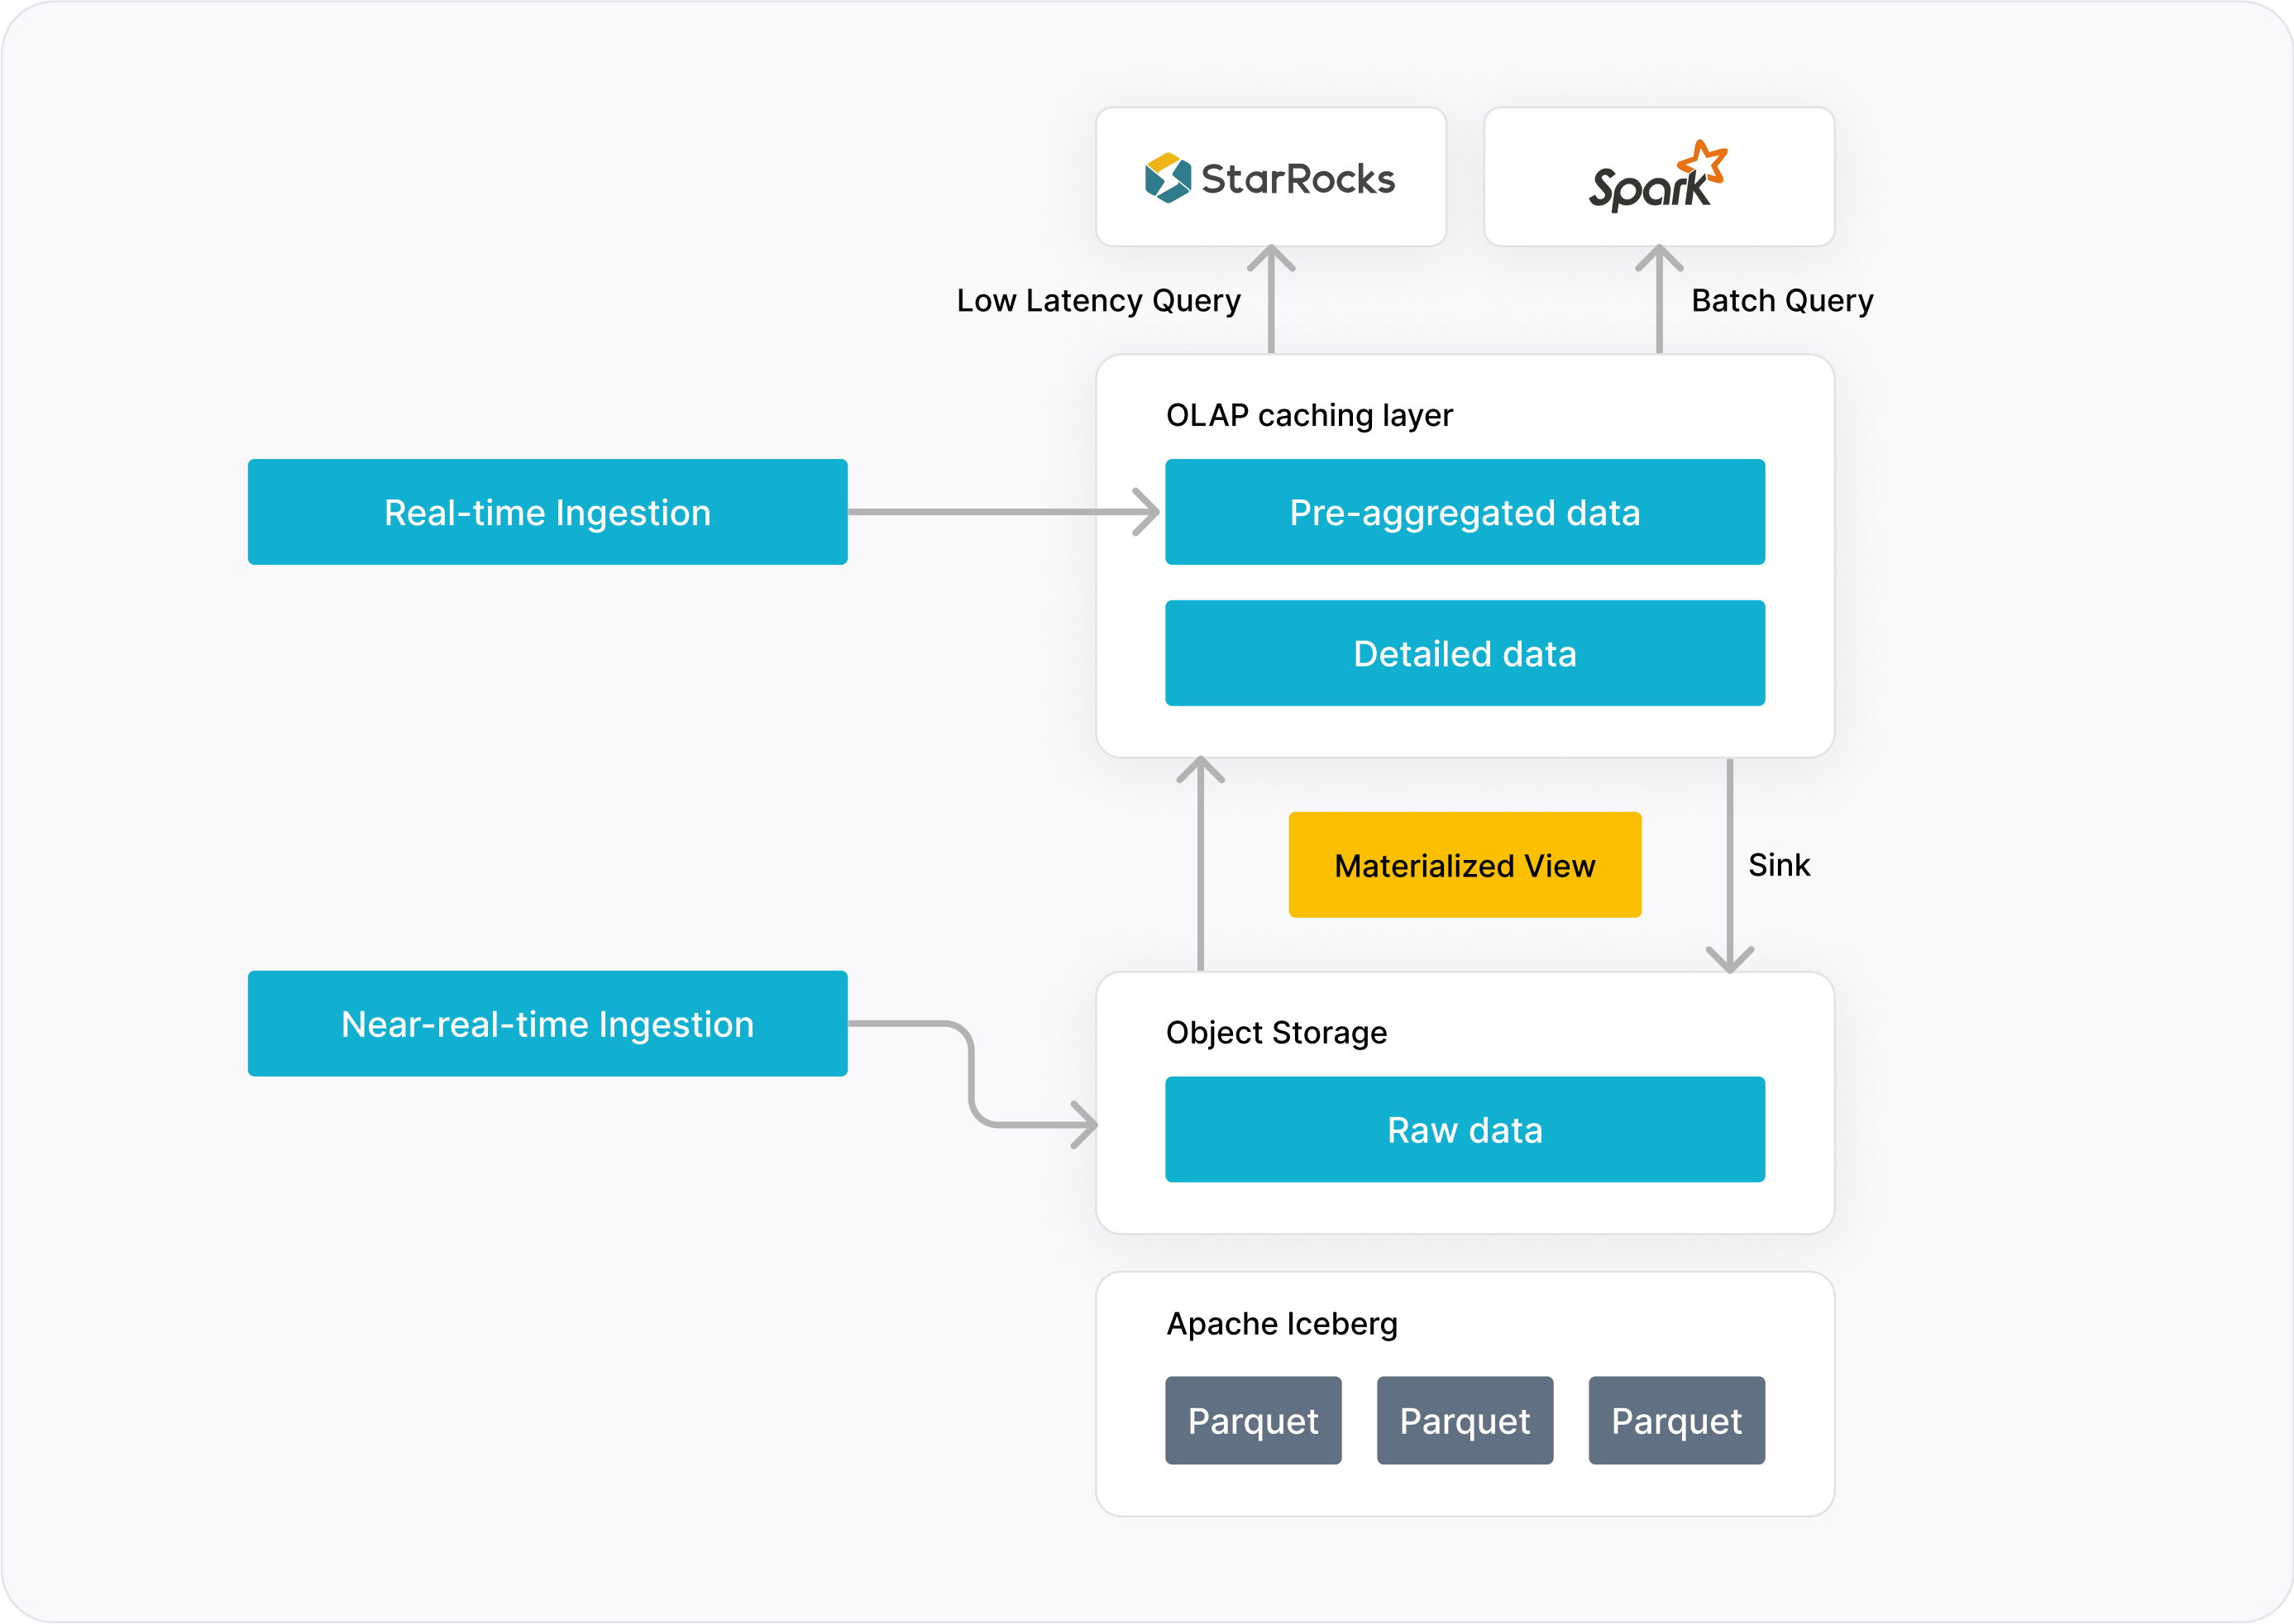 StarRocks
Spark
Low Latency Query
Batch Query
OLAP caching layer
Real-time Ingestion
Pre-aggregated data
Detailed data
Materialized View
Sink
Near-real-time Ingestion
Object Storage
Raw data
Apache Iceberg
Parquet
Parquet
Parquet